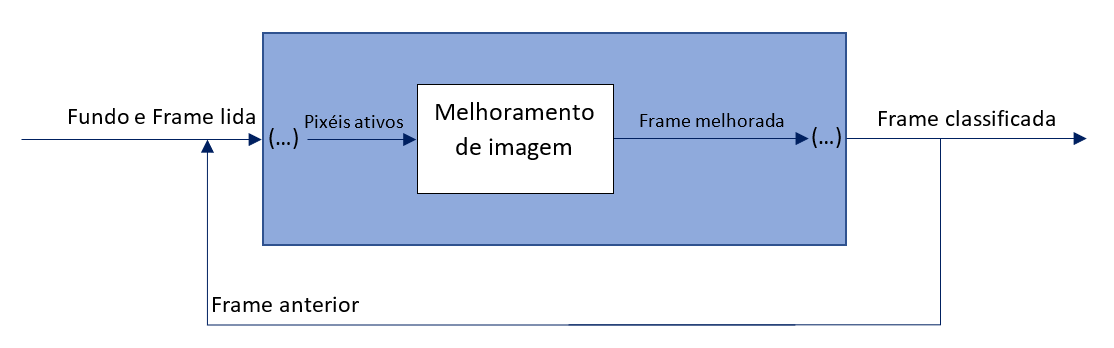 Fundo e Frame lida
(...)
Pixéis ativos
Melhoramento
de imagem
Frame melhorada
(...)
Frame classificada
Frame anterior